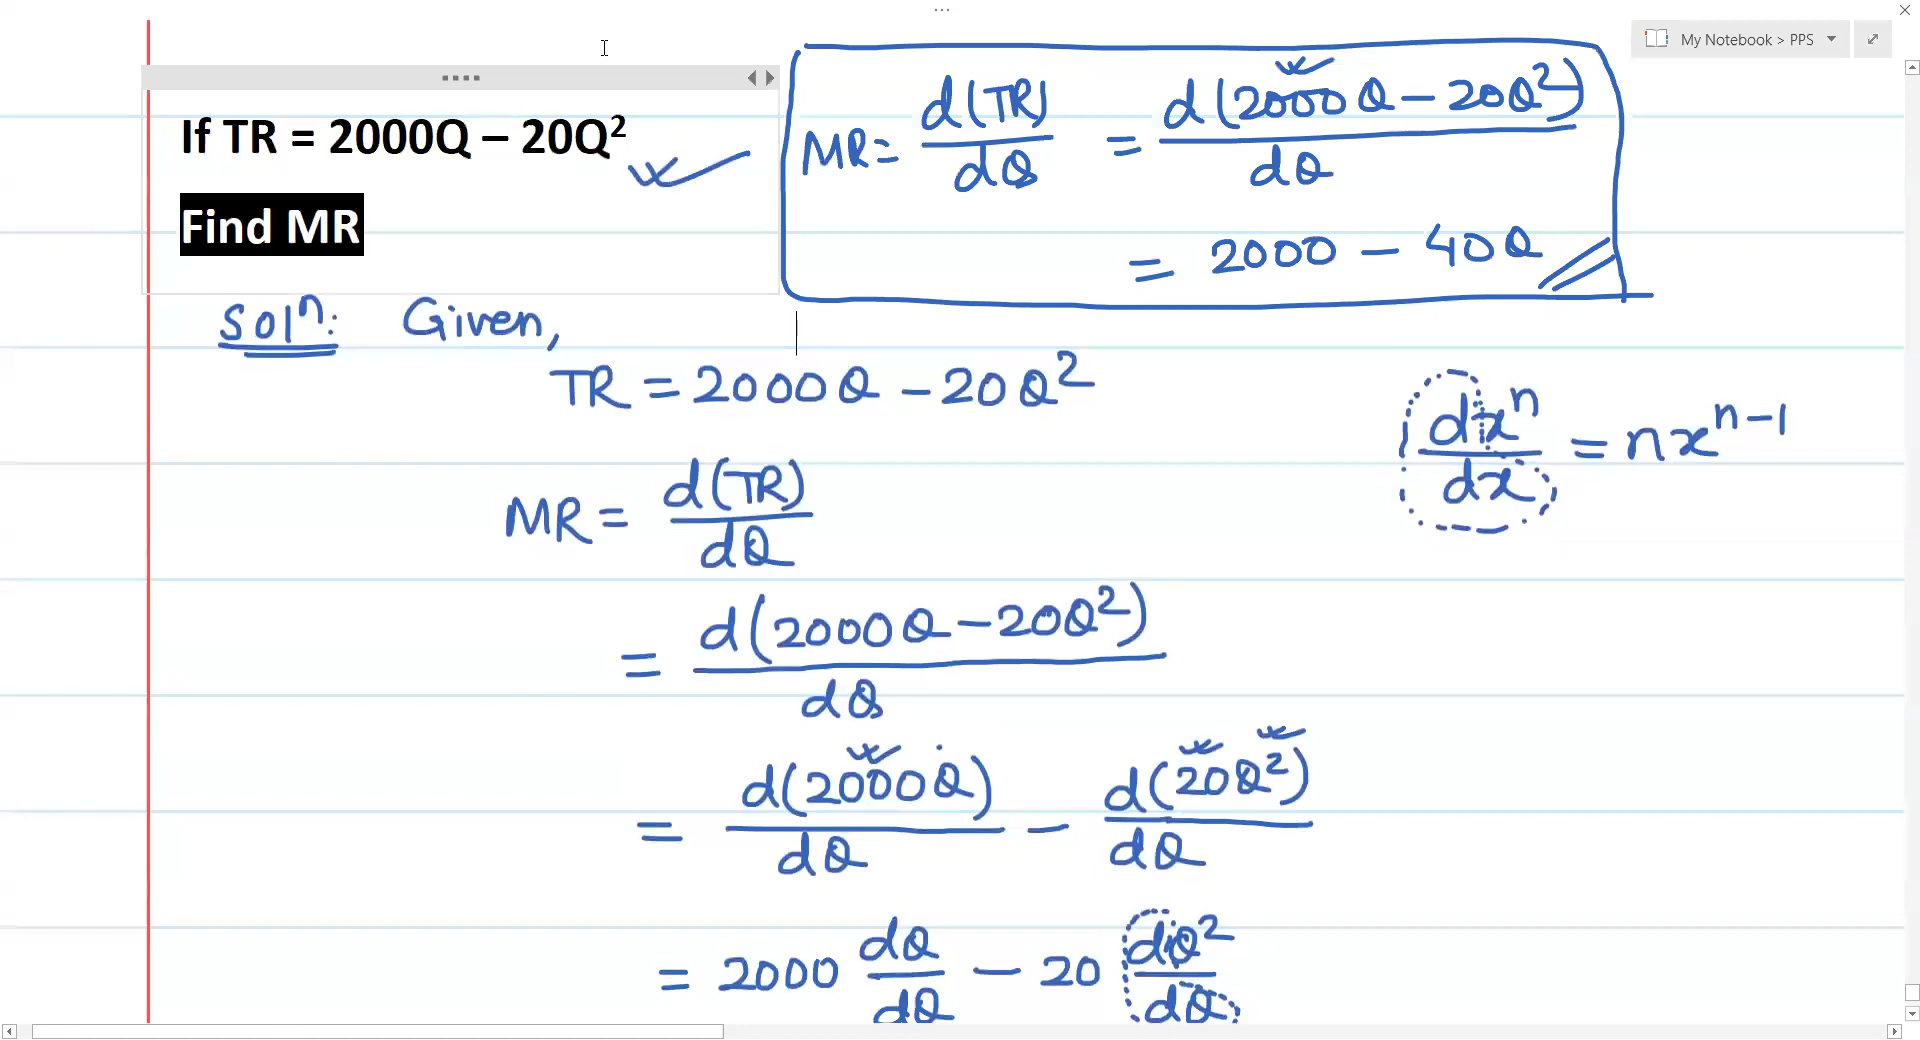 My Notebook > PPS
If TR = 2000Q – 20Q²
Find MR
MR = d(TR)/dQ = d(2000Q – 20Q²)/dQ
= 2000 – 40Q
Solⁿ: Given,
TR = 2000Q – 20Q²
dxⁿ/dx = nxⁿ⁻¹
MR = d(TR)/dQ
= d(2000Q – 20Q²)/dQ
= d(2000Q)/dQ – d(20Q²)/dQ
= 2000 dQ/dQ – 20 dQ²/dQ